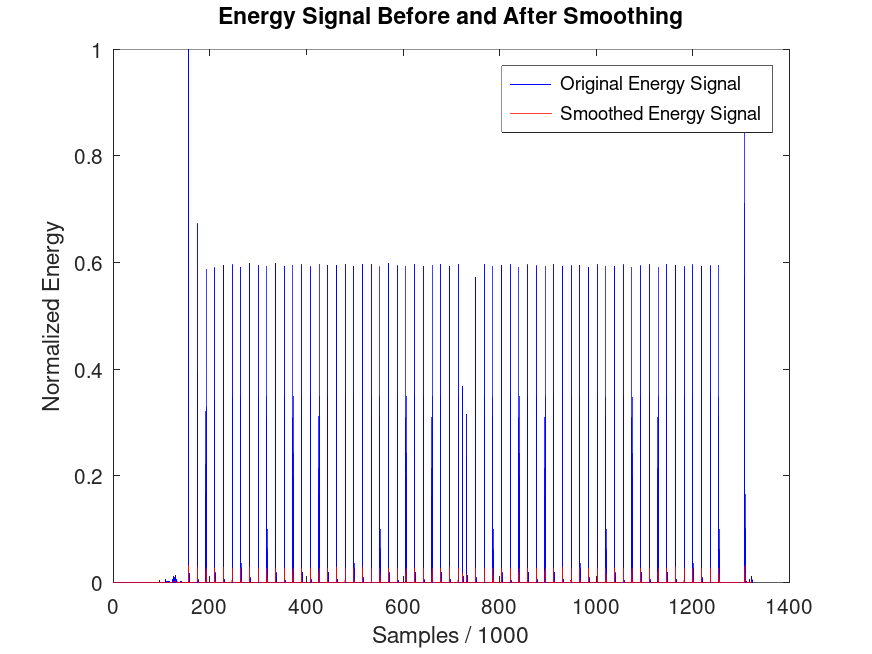 Energy Signal Before and After Smoothing
Original Energy Signal
Smoothed Energy Signal
Normalized Energy
1
0.8
0.6
0.4
0.2
0
0 200 400 600 800 1000 1200 1400
Samples / 1000